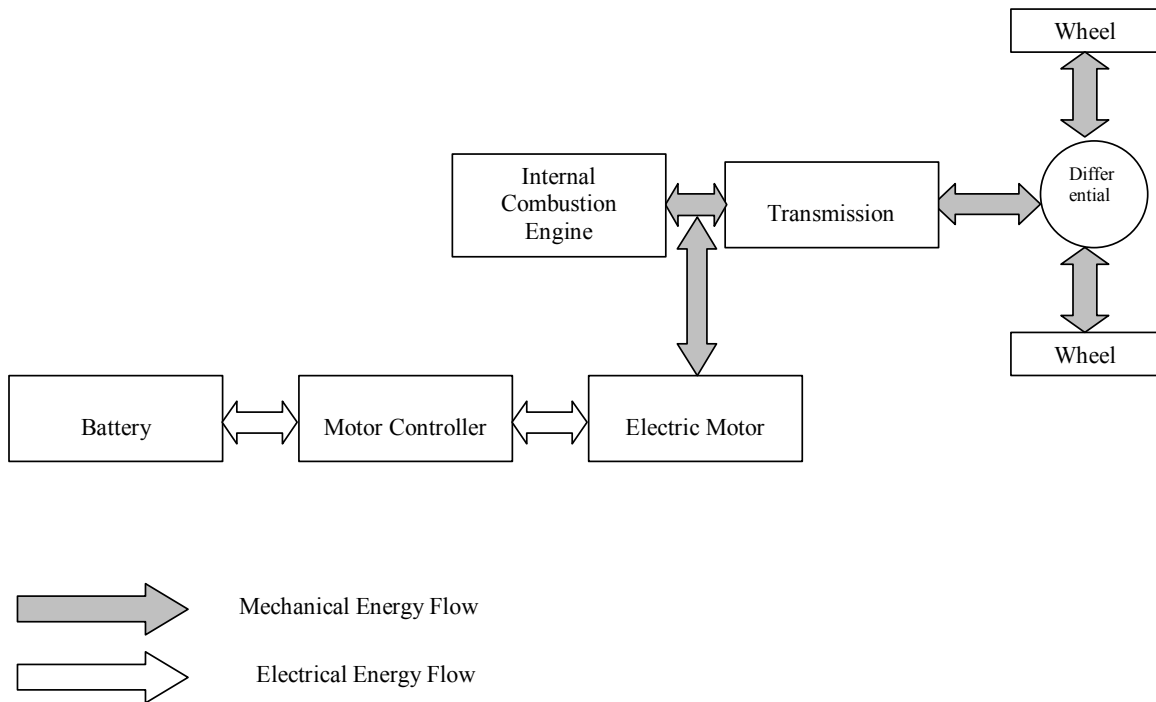 Wheel
Internal
Combustion
Engine
Transmission
Differ
ential
Wheel
Battery
Motor Controller
Electric Motor
Mechanical Energy Flow
Electrical Energy Flow